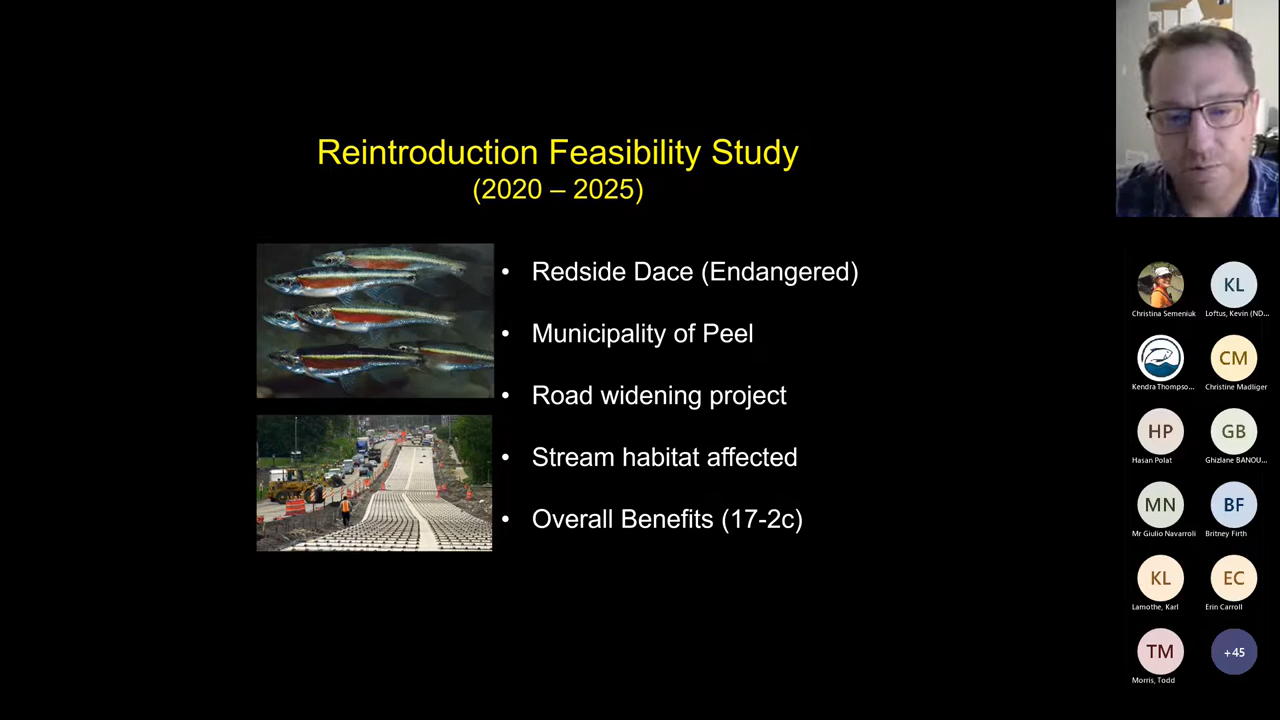 Reintroduction Feasibility Study
(2020 – 2025)
• Redside Dace (Endangered)
• Municipality of Peel
• Road widening project
• Stream habitat affected
• Overall Benefits (17-2c)
Christina Semeniuk
KL
Loftus, Kevin (ND...
Kendra Thompso...
CM
Christine Madliger
HP
Hasan Polat
GB
Ghizlane BANOU...
MN
Mr Giulio Navarroli
BF
Britney Firth
KL
Lamothe, Karl
EC
Erin Carroll
TM
Morris, Todd
+45